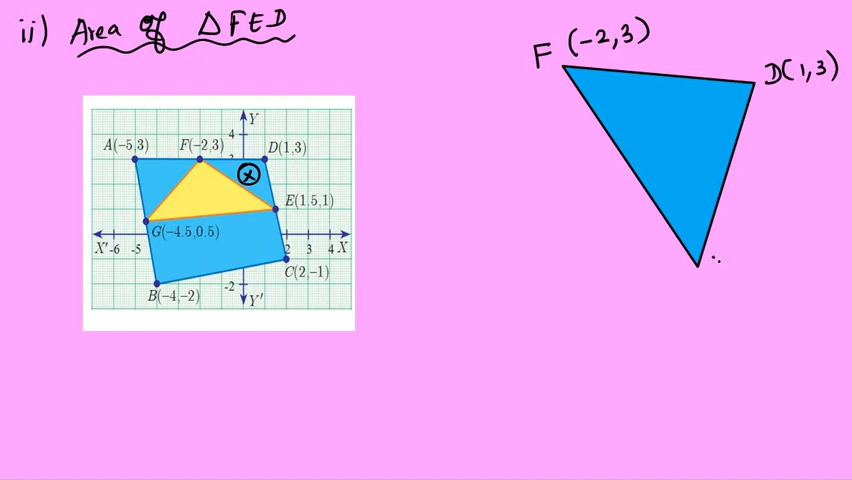 ii) Area of ΔFED
F (-2,3)
D(1,3)
Y
4
A(-5,3) F(-2,3) D(1,3)
E(1.5,1)
G(-4.5,0.5)
X' -6 -5 2 3 4 X
C(2,-1)
B(-4,-2) -2 Y'